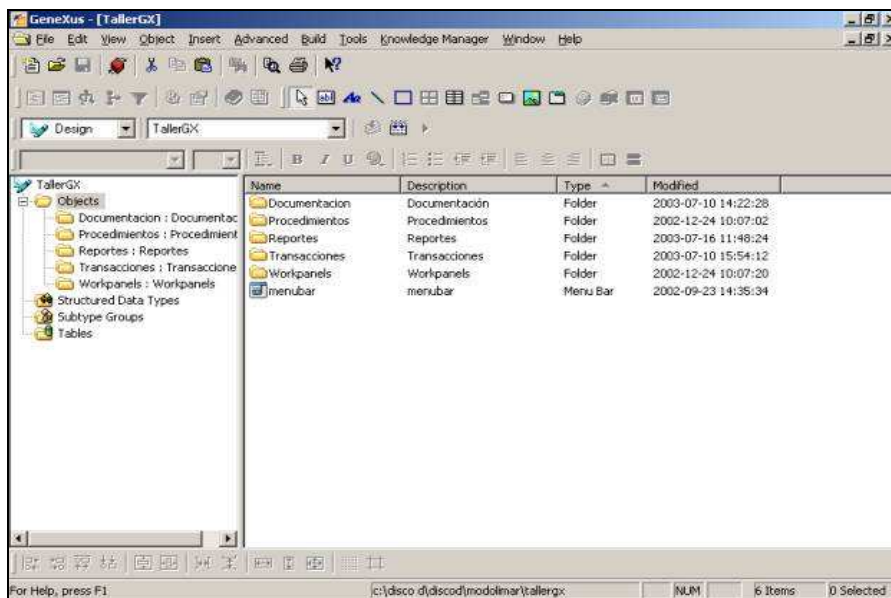 GeneXus - [TallerGX]
File Edit View Object Insert Advanced Build Tools Knowledge Manager Window Help
Design TallerGX
B I U
TallerGX
Objects
Documentacion : Documentac
Procedimientos : Procedimient
Reportes : Reportes
Transacciones : Transaccione
Workpanels : Workpanels
Structured Data Types
Subtype Groups
Tables
Name Description Type Modified
Documentacion Documentación Folder 2003-07-10 14:22:28
Procedimientos Procedimientos Folder 2002-12-24 10:07:02
Reportes Reportes Folder 2003-07-16 11:48:24
Transacciones Transacciones Folder 2003-07-10 15:54:12
Workpanels Workpanels Folder 2002-12-24 10:07:20
menubar menubar Menu Bar 2002-09-23 14:35:34
For Help, press F1 c:\disco d\discod\modolimar\tallergx NUM 6 Items 0 Selected